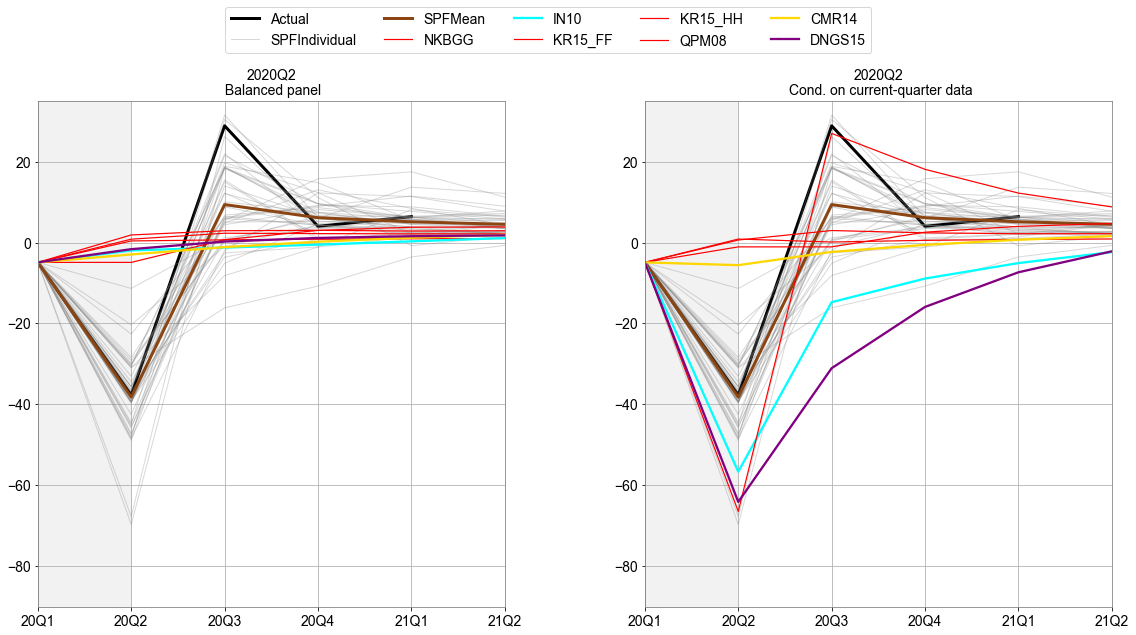 Actual SPFMean IN10 KR15_HH CMR14
SPFIndividual NKBGG KR15_FF QPM08 DNGS15
2020Q2
Balanced panel
20
0
−20
−40
−60
−80
20Q1 20Q2 20Q3 20Q4 21Q1 21Q2
2020Q2
Cond. on current-quarter data
20
0
−20
−40
−60
−80
20Q1 20Q2 20Q3 20Q4 21Q1 21Q2